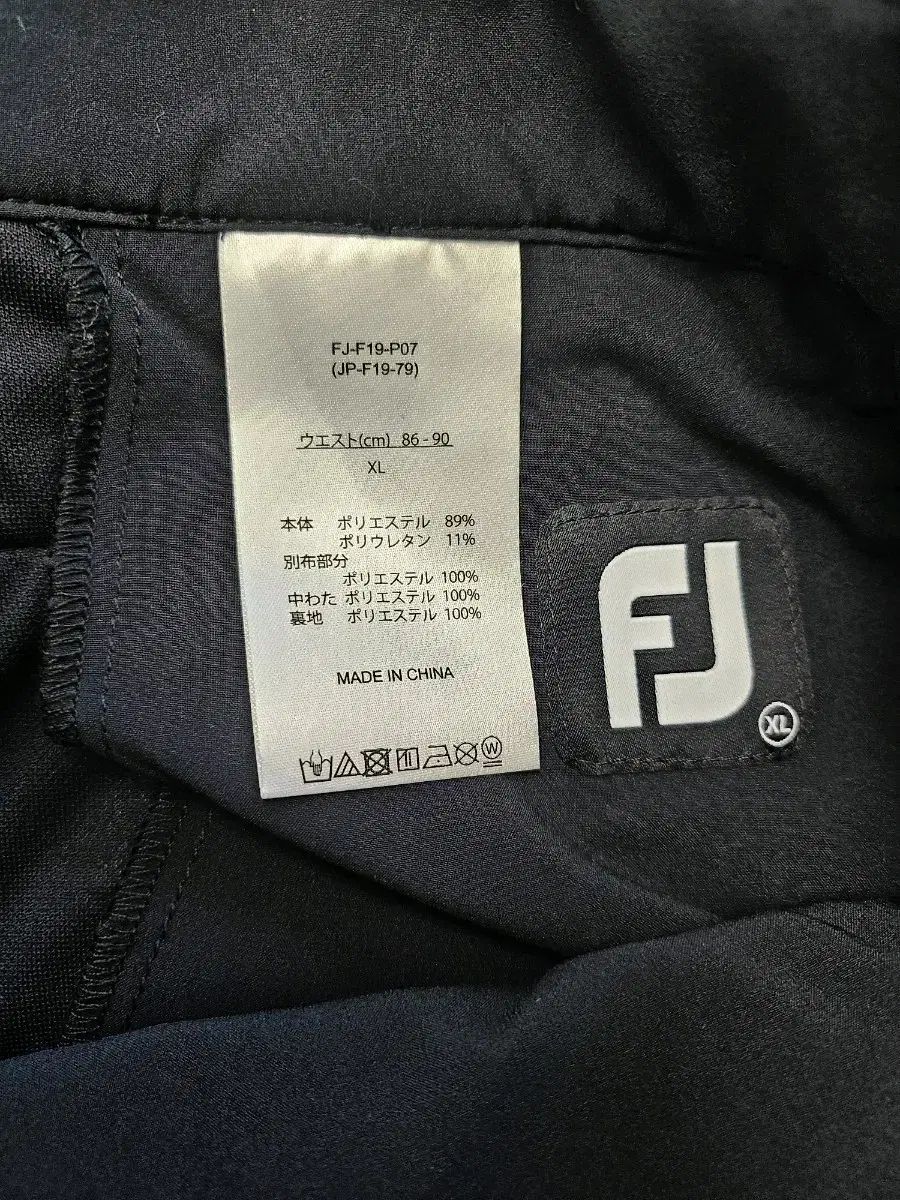 FJ-F19-P07
(JP-F19-79)
ウエスト(cm) 86-90
XL
本体 ポリエステル 89%
ポリウレタン 11%
別布部分
ポリエステル 100%
中わた ポリエステル 100%
裏地 ポリエステル 100%
MADE IN CHINA
W
FJ
XL